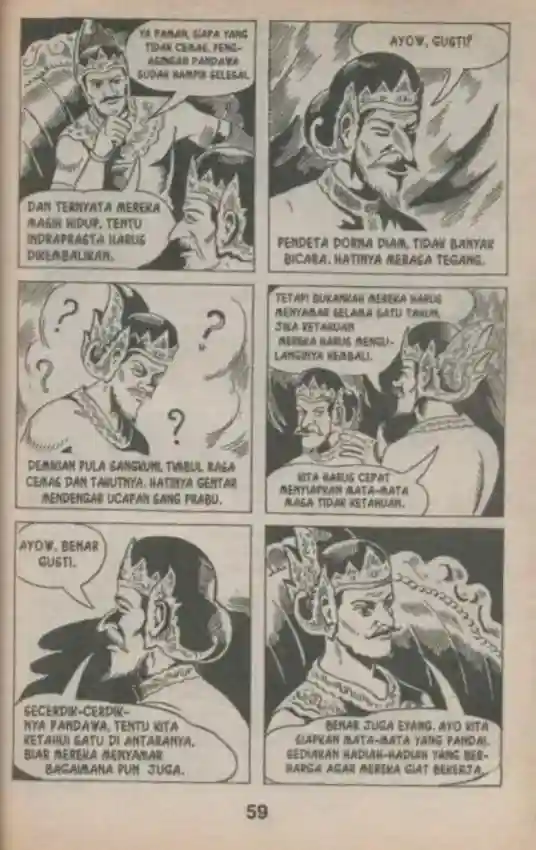 YA PAMAN, SIAPA YANG
TIDAK CEMAS. PENG-
ASINGAN PANDAWA
SUDAH HAMPIR SELESAI.
DAN TERNYATA MEREKA
MASIH HIDUP. TENTU
INDRAPRASTA HARUS
DIKEMBALIKAN.
AYOW, GUSTI?
PENDETA DORNA DIAM, TIDAK BANYAK
BICARA. HATINYA MERASA TEGANG.
DEMIKIAN PULA SANGKUNI, TIMBUL RASA
CEMAS DAN TAKUTNYA. HATINYA GENTAR
MENDENGAR UCAPAN SANG PRABU.
TETAPI BUKANKAH MEREKA HARUS
MENYAMAR SELAMA SATU TAHUN,
JIKA KETAHUAN
MEREKA HARUS MENGU-
LANGINYA KEMBALI.
KITA HARUS CEPAT
MENYIAPKAN MATA-MATA
MASA TIDAK KETAHUAN.
AYOW, BENAR
GUSTI.
SECERDIK-CERDIK-
NYA PANDAWA, TENTU KITA
KETAHUI SATU DI ANTARANYA.
BIAR MEREKA MENYAMAR
BAGAIMANA PUN JUGA.
BENAR JUGA EYANG. AYO KITA
SIAPKAN MATA-MATA YANG PANDAI.
SEDIAKAN HADIAH-HADIAH YANG BER-
HARGA AGAR MEREKA GIAT BEKERJA.
59